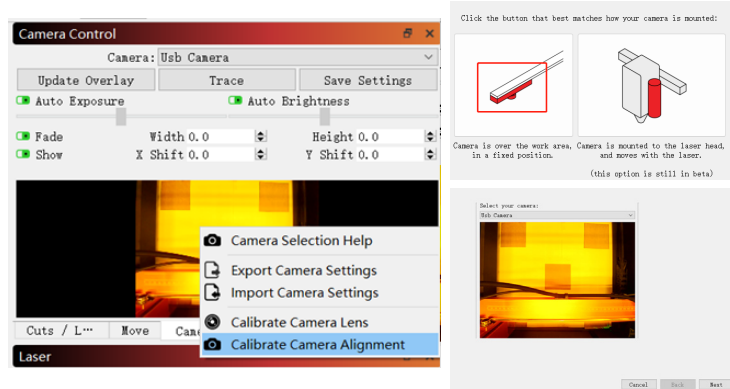 Camera Control
Camera: Usb Camera
Update Overlay Trace Save Settings
Auto Exposure Auto Brightness
Fade Width 0.0 Height 0.0
Show X Shift 0.0 Y Shift 0.0
Camera Selection Help
Export Camera Settings
Import Camera Settings
Calibrate Camera Lens
Calibrate Camera Alignment
Cuts / L… Move Came
Laser
Click the button that best matches how your camera is mounted:
Camera is over the work area,
in a fixed position.
Camera is mounted to the laser head,
and moves with the laser.
(this option is still in beta)
Select your camera:
Usb Camera
Cancel Back Next